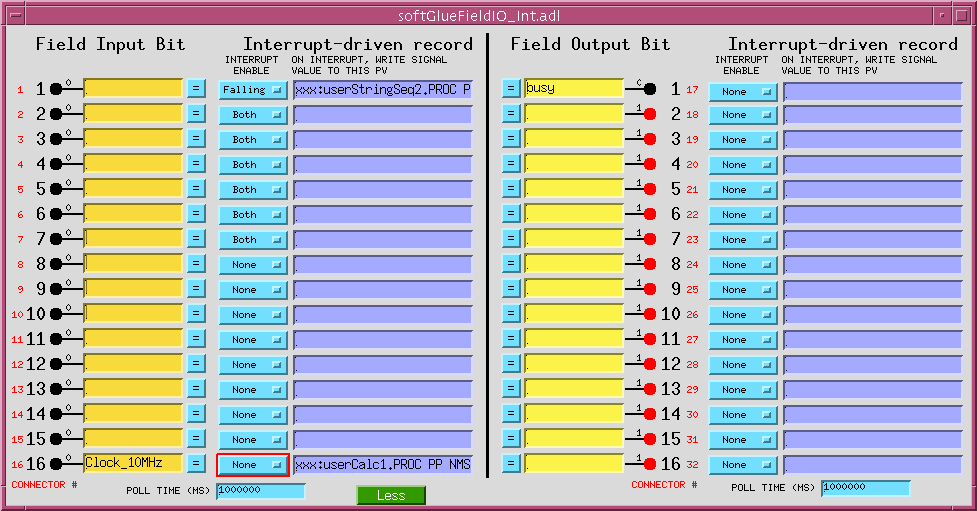 softGlueFieldIO_Int.adl
Field Input Bit Interrupt-driven record Field Output Bit Interrupt-driven record
INTERRUPT ON INTERRUPT, WRITE SIGNAL INTERRUPT ON INTERRUPT, WRITE SIGNAL
ENABLE VALUE TO THIS PV ENABLE VALUE TO THIS PV
1 1 0 = Falling xxx:userStringSeq2.PROC P = busy 1 17 None
2 2 0 = Both = 1 2 18 None
3 3 0 = Both = 1 3 19 None
4 4 0 = Both = 1 4 20 None
5 5 0 = Both = 1 5 21 None
6 6 0 = Both = 1 6 22 None
7 7 0 = Both = 1 7 23 None
8 8 0 = None = 1 8 24 None
9 9 0 = None = 1 9 25 None
10 10 0 = None = 1 10 26 None
11 11 0 = None = 1 11 27 None
12 12 0 = None = 1 12 28 None
13 13 0 = None = 1 13 29 None
14 14 0 = None = 1 14 30 None
15 15 0 = None = 1 15 31 None
16 16 0 Clock_10MHz = None xxx:userCalc1.PROC PP NMS = 1 16 32 None
CONNECTOR # POLL TIME (MS) 1000000 Less CONNECTOR # POLL TIME (MS) 1000000